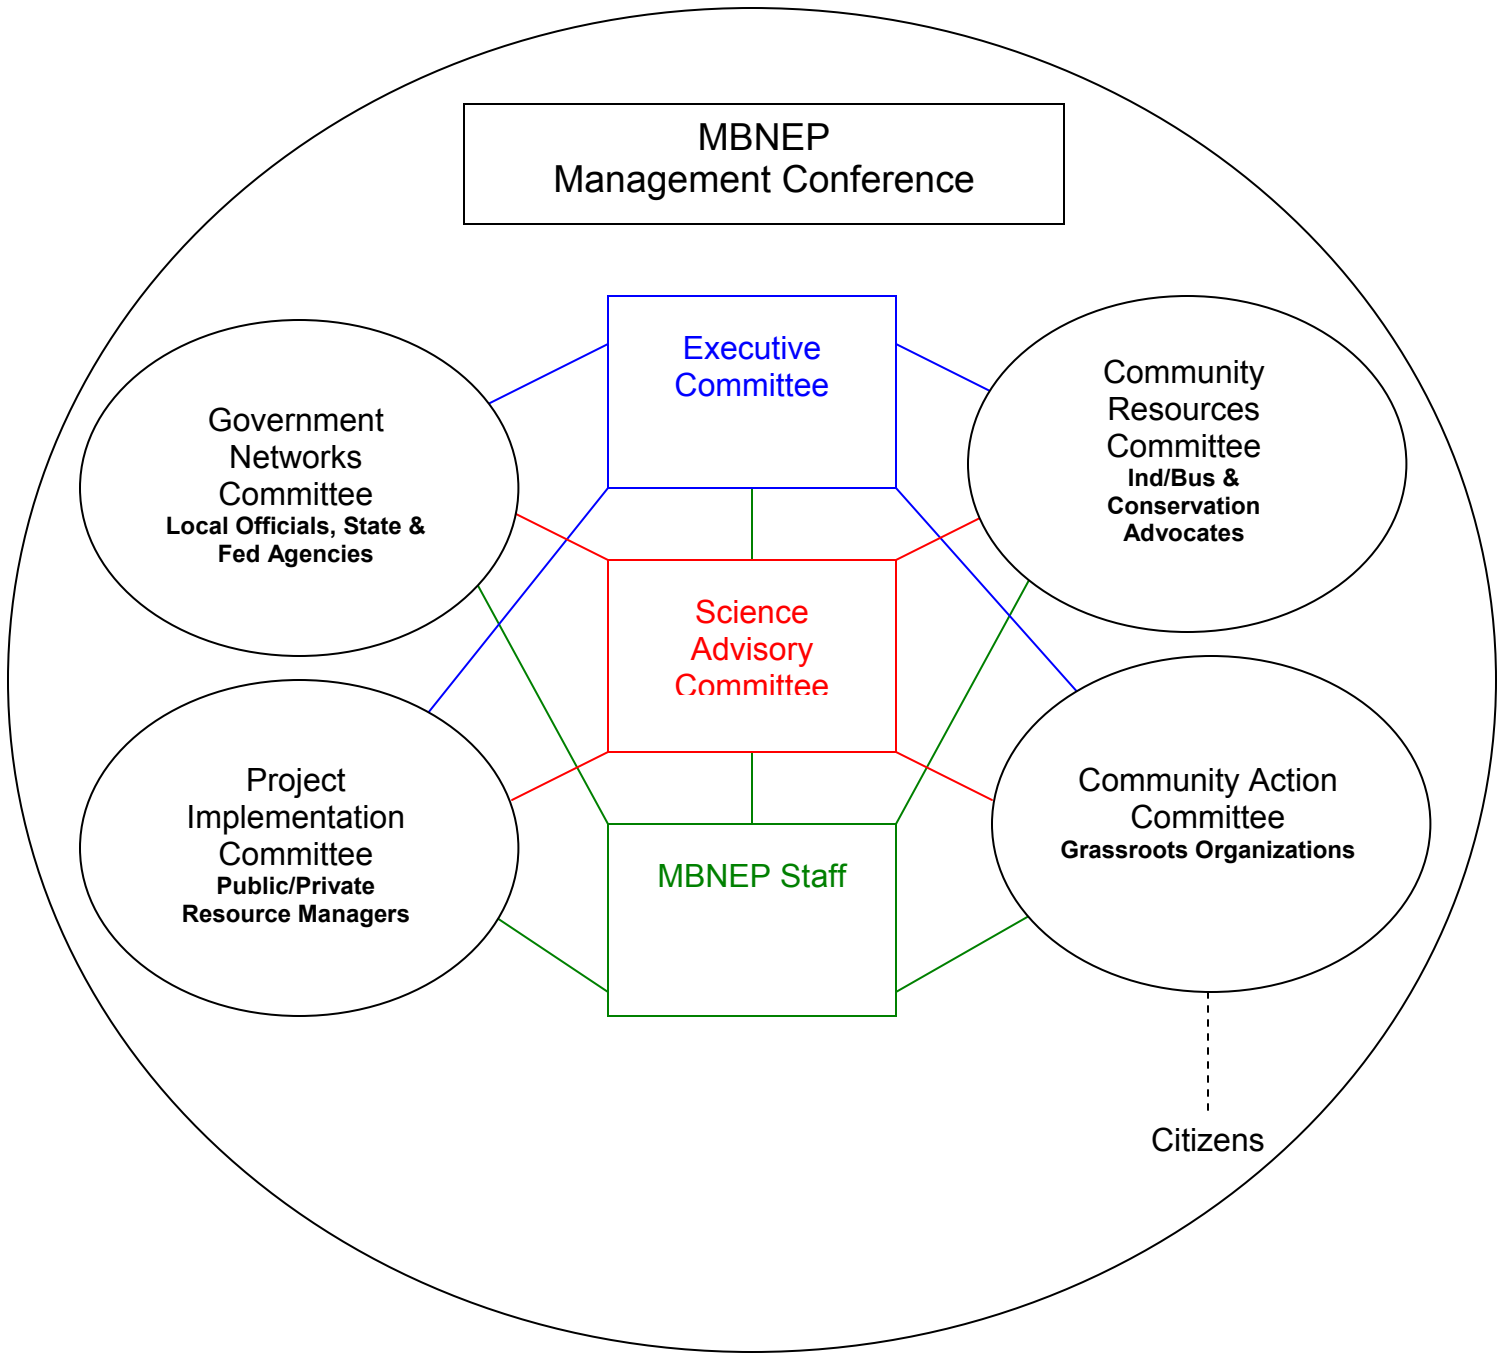 MBNEP
Management Conference
Executive
Committee
Government
Networks
Committee
Local Officials, State &
Fed Agencies
Community
Resources
Committee
Ind/Bus &
Conservation
Advocates
Science
Advisory
Committee
Project
Implementation
Committee
Public/Private
Resource Managers
MBNEP Staff
Community Action
Committee
Grassroots Organizations
Citizens